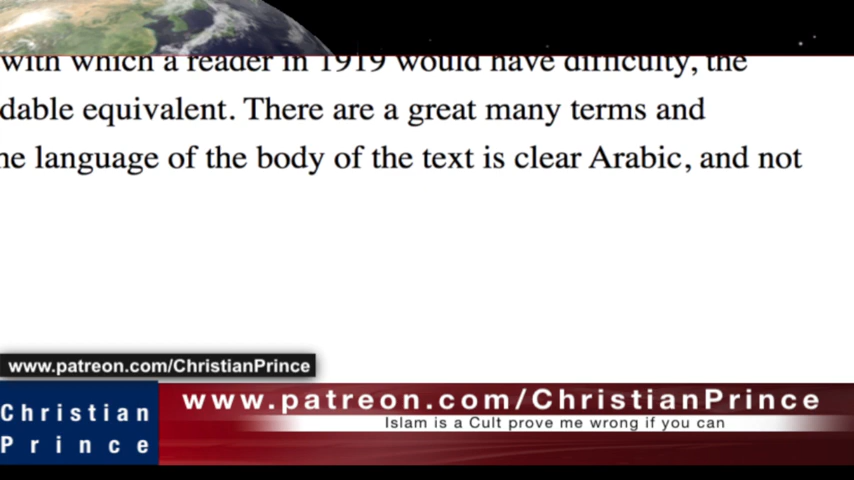 with which a reader in 1919 would have difficulty, the
dable equivalent. There are a great many terms and
he language of the body of the text is clear Arabic, and not
www.patreon.com/ChristianPrince
www.patreon.com/ChristianPrince
Islam is a Cult prove me wrong if you can
Christian
Prince